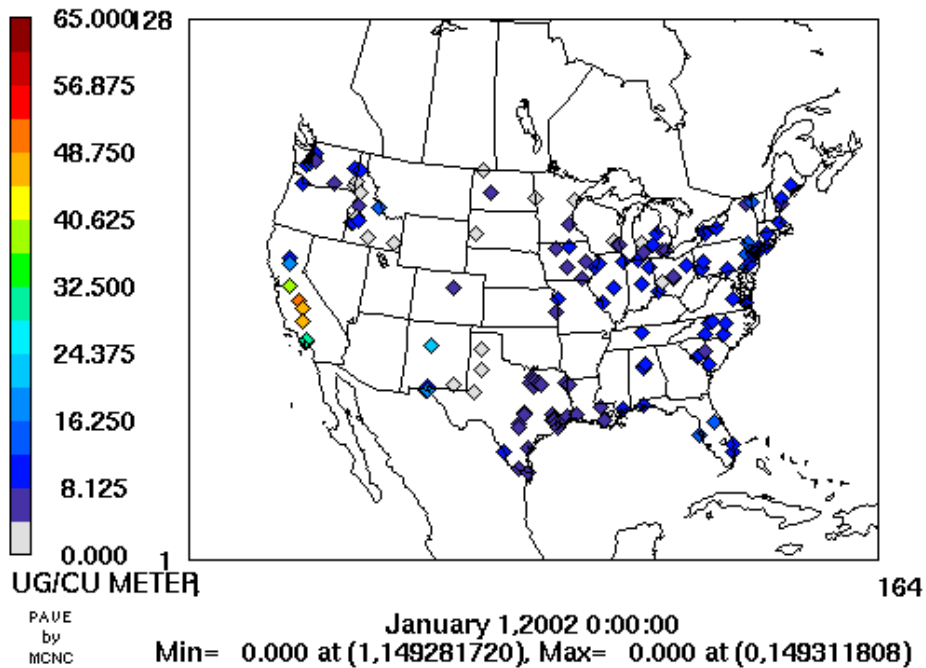 65.000
128
56.875
48.750
40.625
32.500
24.375
16.250
8.125
0.000
1
UG/CU METER
1
164
PAVE
by
MCNC
January 1,2002 0:00:00
Min= 0.000 at (1,149281720), Max= 0.000 at (0,149311808)